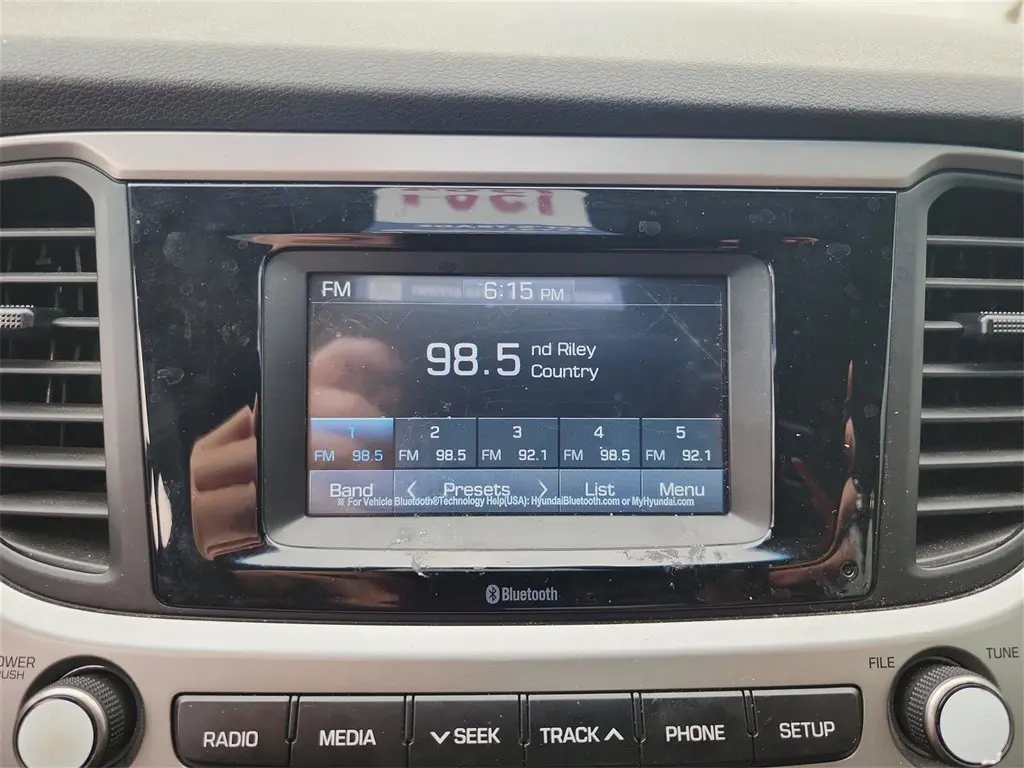 FM 6:15 PM
98.5 nd Riley
Country
1 2 3 4 5
FM 98.5 FM 98.5 FM 92.1 FM 98.5 FM 92.1
Band < Presets > List Menu
※ For Vehicle Bluetooth®Technology Help(USA): HyundaiBluetooth.com or MyHyundai.com
Bluetooth
OWER
PUSH
FILE
TUNE
RADIO MEDIA SEEK TRACK PHONE SETUP